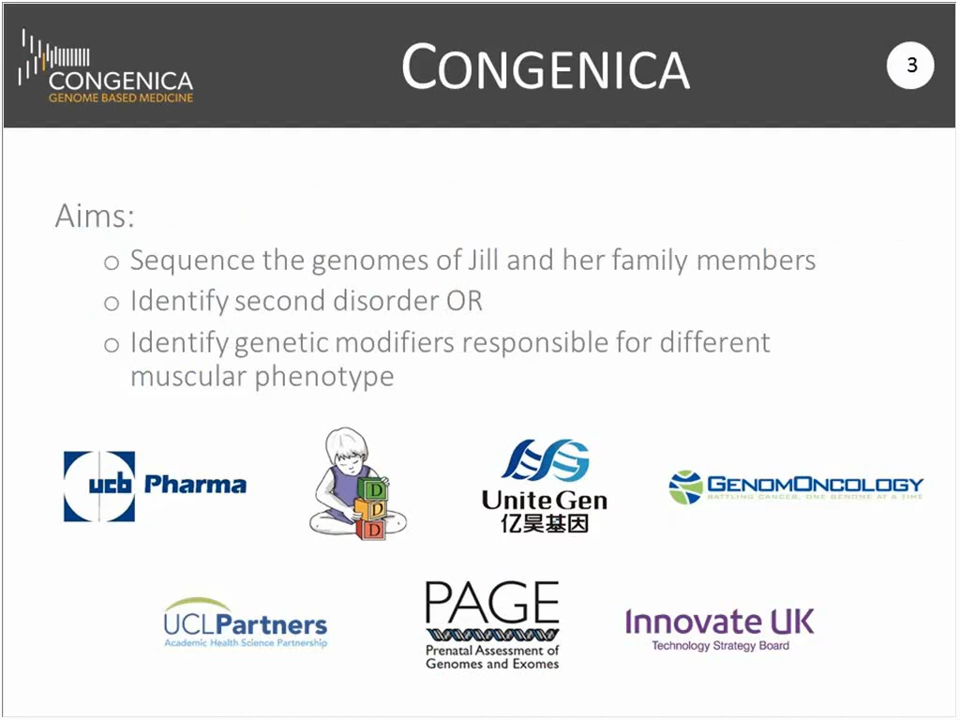 CONGENICA
GENOME BASED MEDICINE
CONGENICA
3
Aims:
o Sequence the genomes of Jill and her family members
o Identify second disorder OR
o Identify genetic modifiers responsible for different
muscular phenotype
ucb Pharma
D
D
D
UniteGen
亿昊基因
GENOMONCOLOGY
BATTLING CANCER, ONE GENOME AT A TIME
UCLPartners
Academic Health Science Partnership
PAGE
Prenatal Assessment of
Genomes and Exomes
Innovate UK
Technology Strategy Board